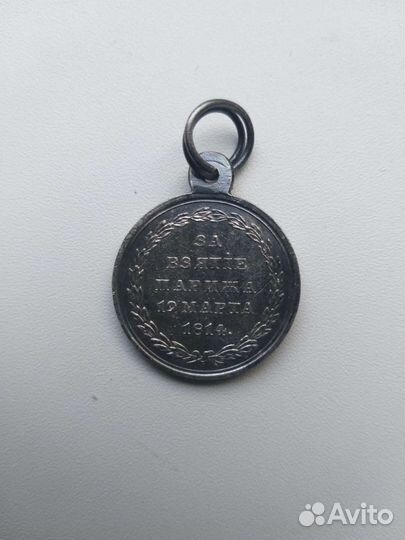 ЗА
ВЗЯТІЕ
ПАРИЖА
19 МАРТА
1814.
Avito